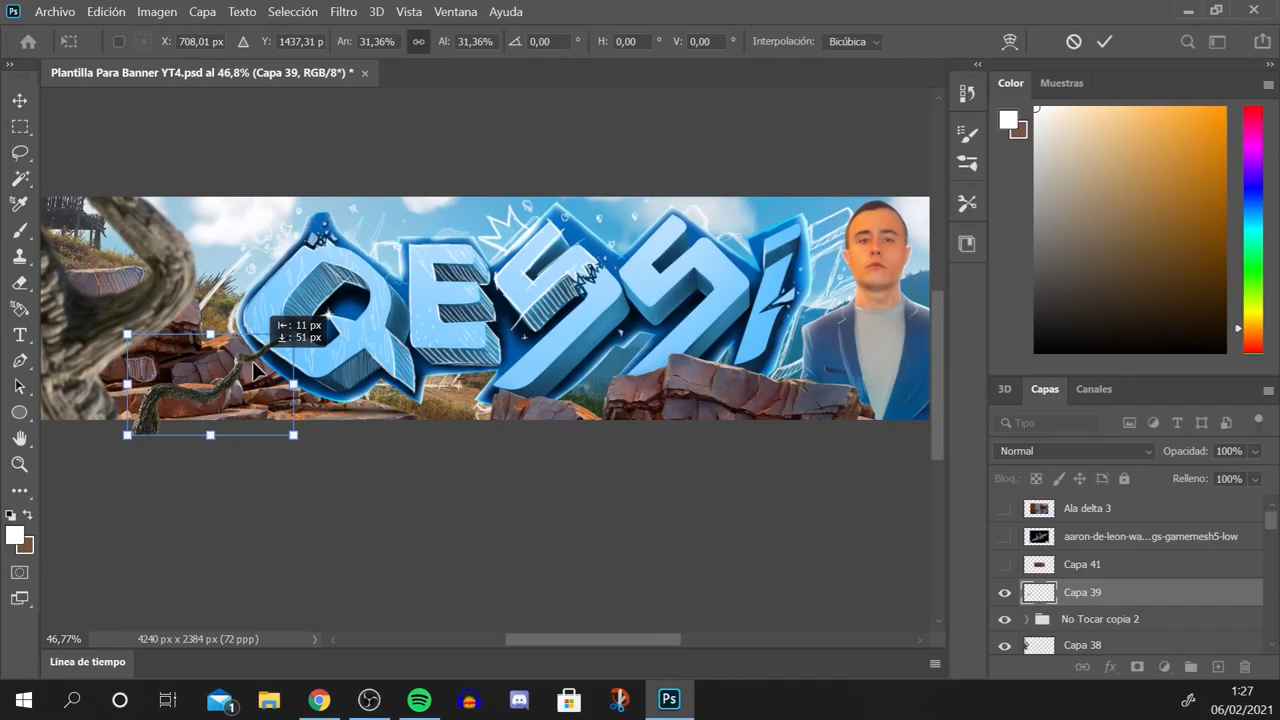 Ps Archivo Edición Imagen Capa Texto Selección Filtro 3D Vista Ventana Ayuda
X: 708,01 px Y: 1437,31 p An: 31,36% Al: 31,36% 0,00 ° H: 0,00 ° V: 0,00 ° Interpolación: Bicúbica
Plantilla Para Banner YT4.psd al 46,8% (Capa 39, RGB/8*) * ×
Color Muestras
QESSI
: 11 px
: 51 px
3D Capas Canales
Tipo
Normal Opacidad: 100%
Bloq.: Relleno: 100%
Ala delta 3
aaron-de-leon-wa...gs-gamemesh5-low
Capa 41
Capa 39
No Tocar copia 2
Capa 38
46,77% 4240 px x 2384 px (72 ppp)
Línea de tiempo
1
Ps
1:27
06/02/2021